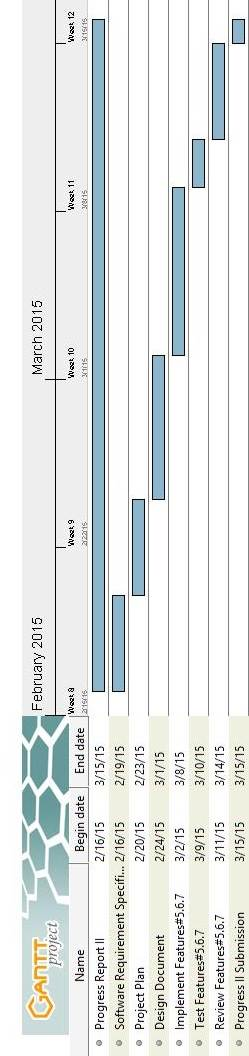 GANTT
project
Name Begin date End date
Progress Report II 2/16/15 3/15/15
Software Requirement Specifi... 2/16/15 2/19/15
Project Plan 2/20/15 2/23/15
Design Document 2/24/15 3/1/15
Implement Features#5.6.7 3/2/15 3/8/15
Test Features#5.6.7 3/9/15 3/10/15
Review Features#5.6.7 3/11/15 3/14/15
Progress II Submission 3/15/15 3/15/15
February 2015 March 2015
Week 8 Week 9 Week 10 Week 11 Week 12
2/15/15 2/22/15 3/1/15 3/8/15 3/15/15